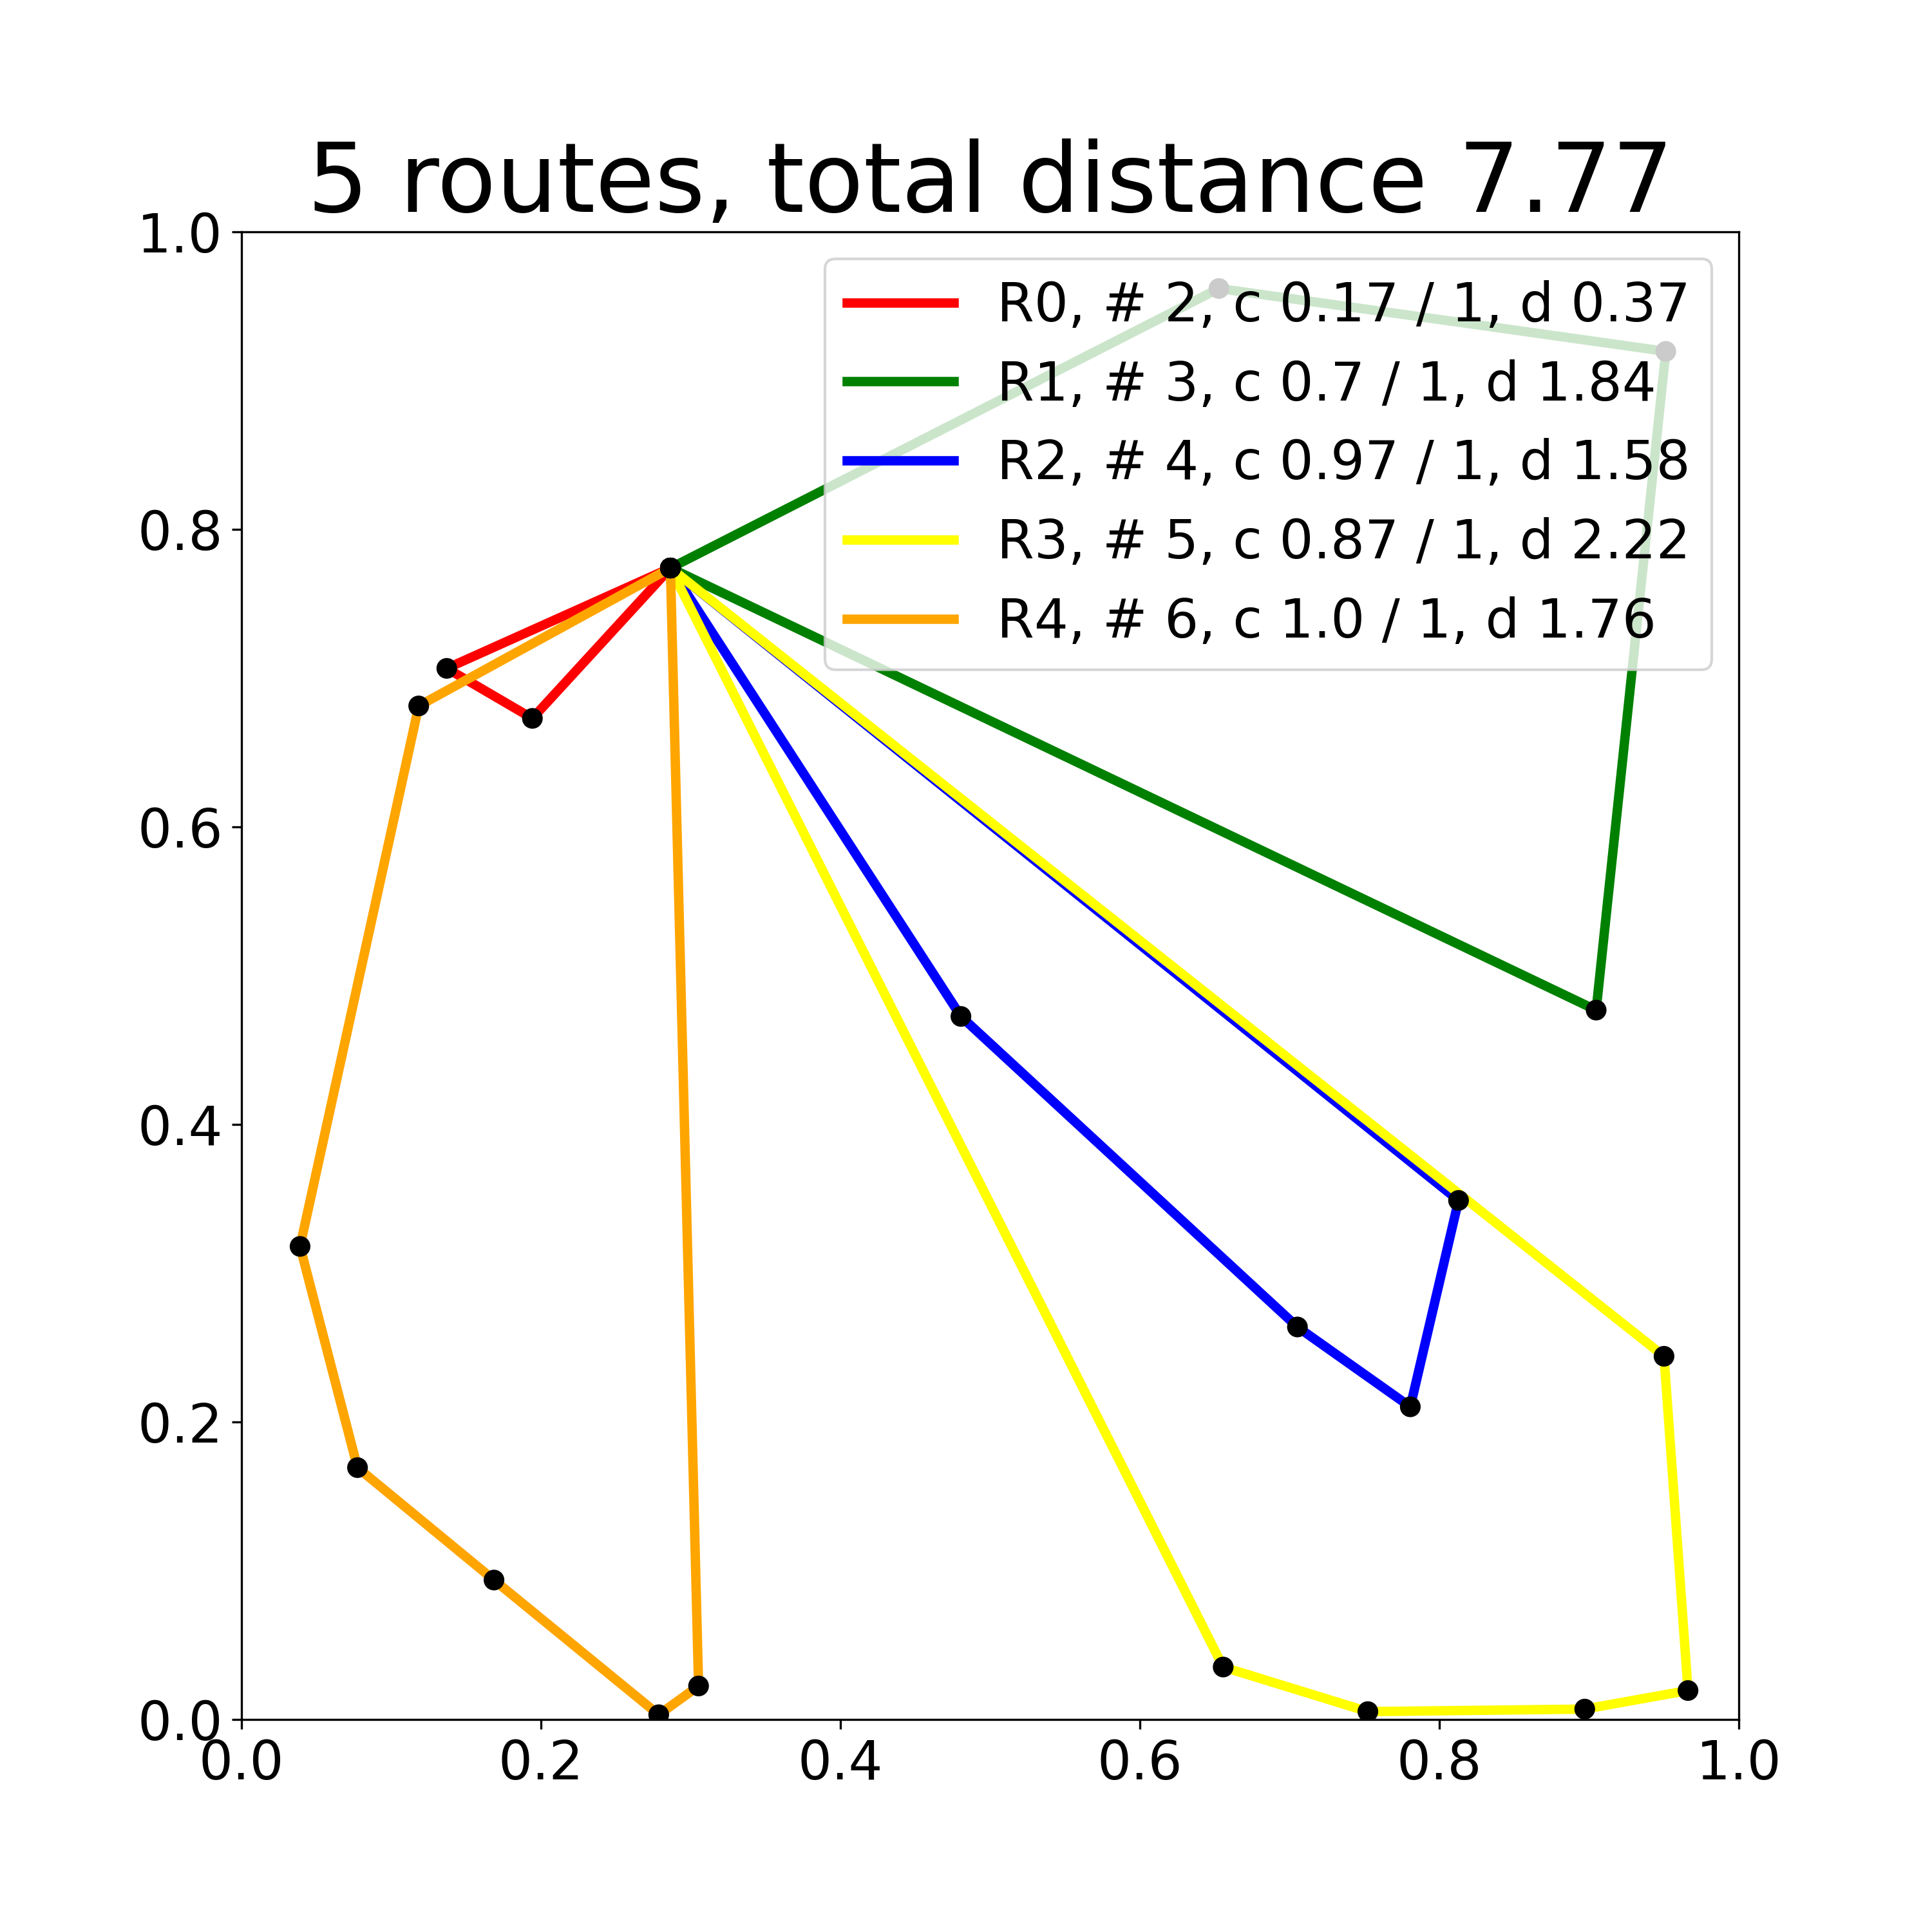 5 routes, total distance 7.77
1.0
0.8
0.6
0.4
0.2
0.0
R0, # 2, c 0.17 / 1, d 0.37
R1, # 3, c 0.7 / 1, d 1.84
R2, # 4, c 0.97 / 1, d 1.58
R3, # 5, c 0.87 / 1, d 2.22
R4, # 6, c 1.0 / 1, d 1.76
0.0 0.2 0.4 0.6 0.8 1.0